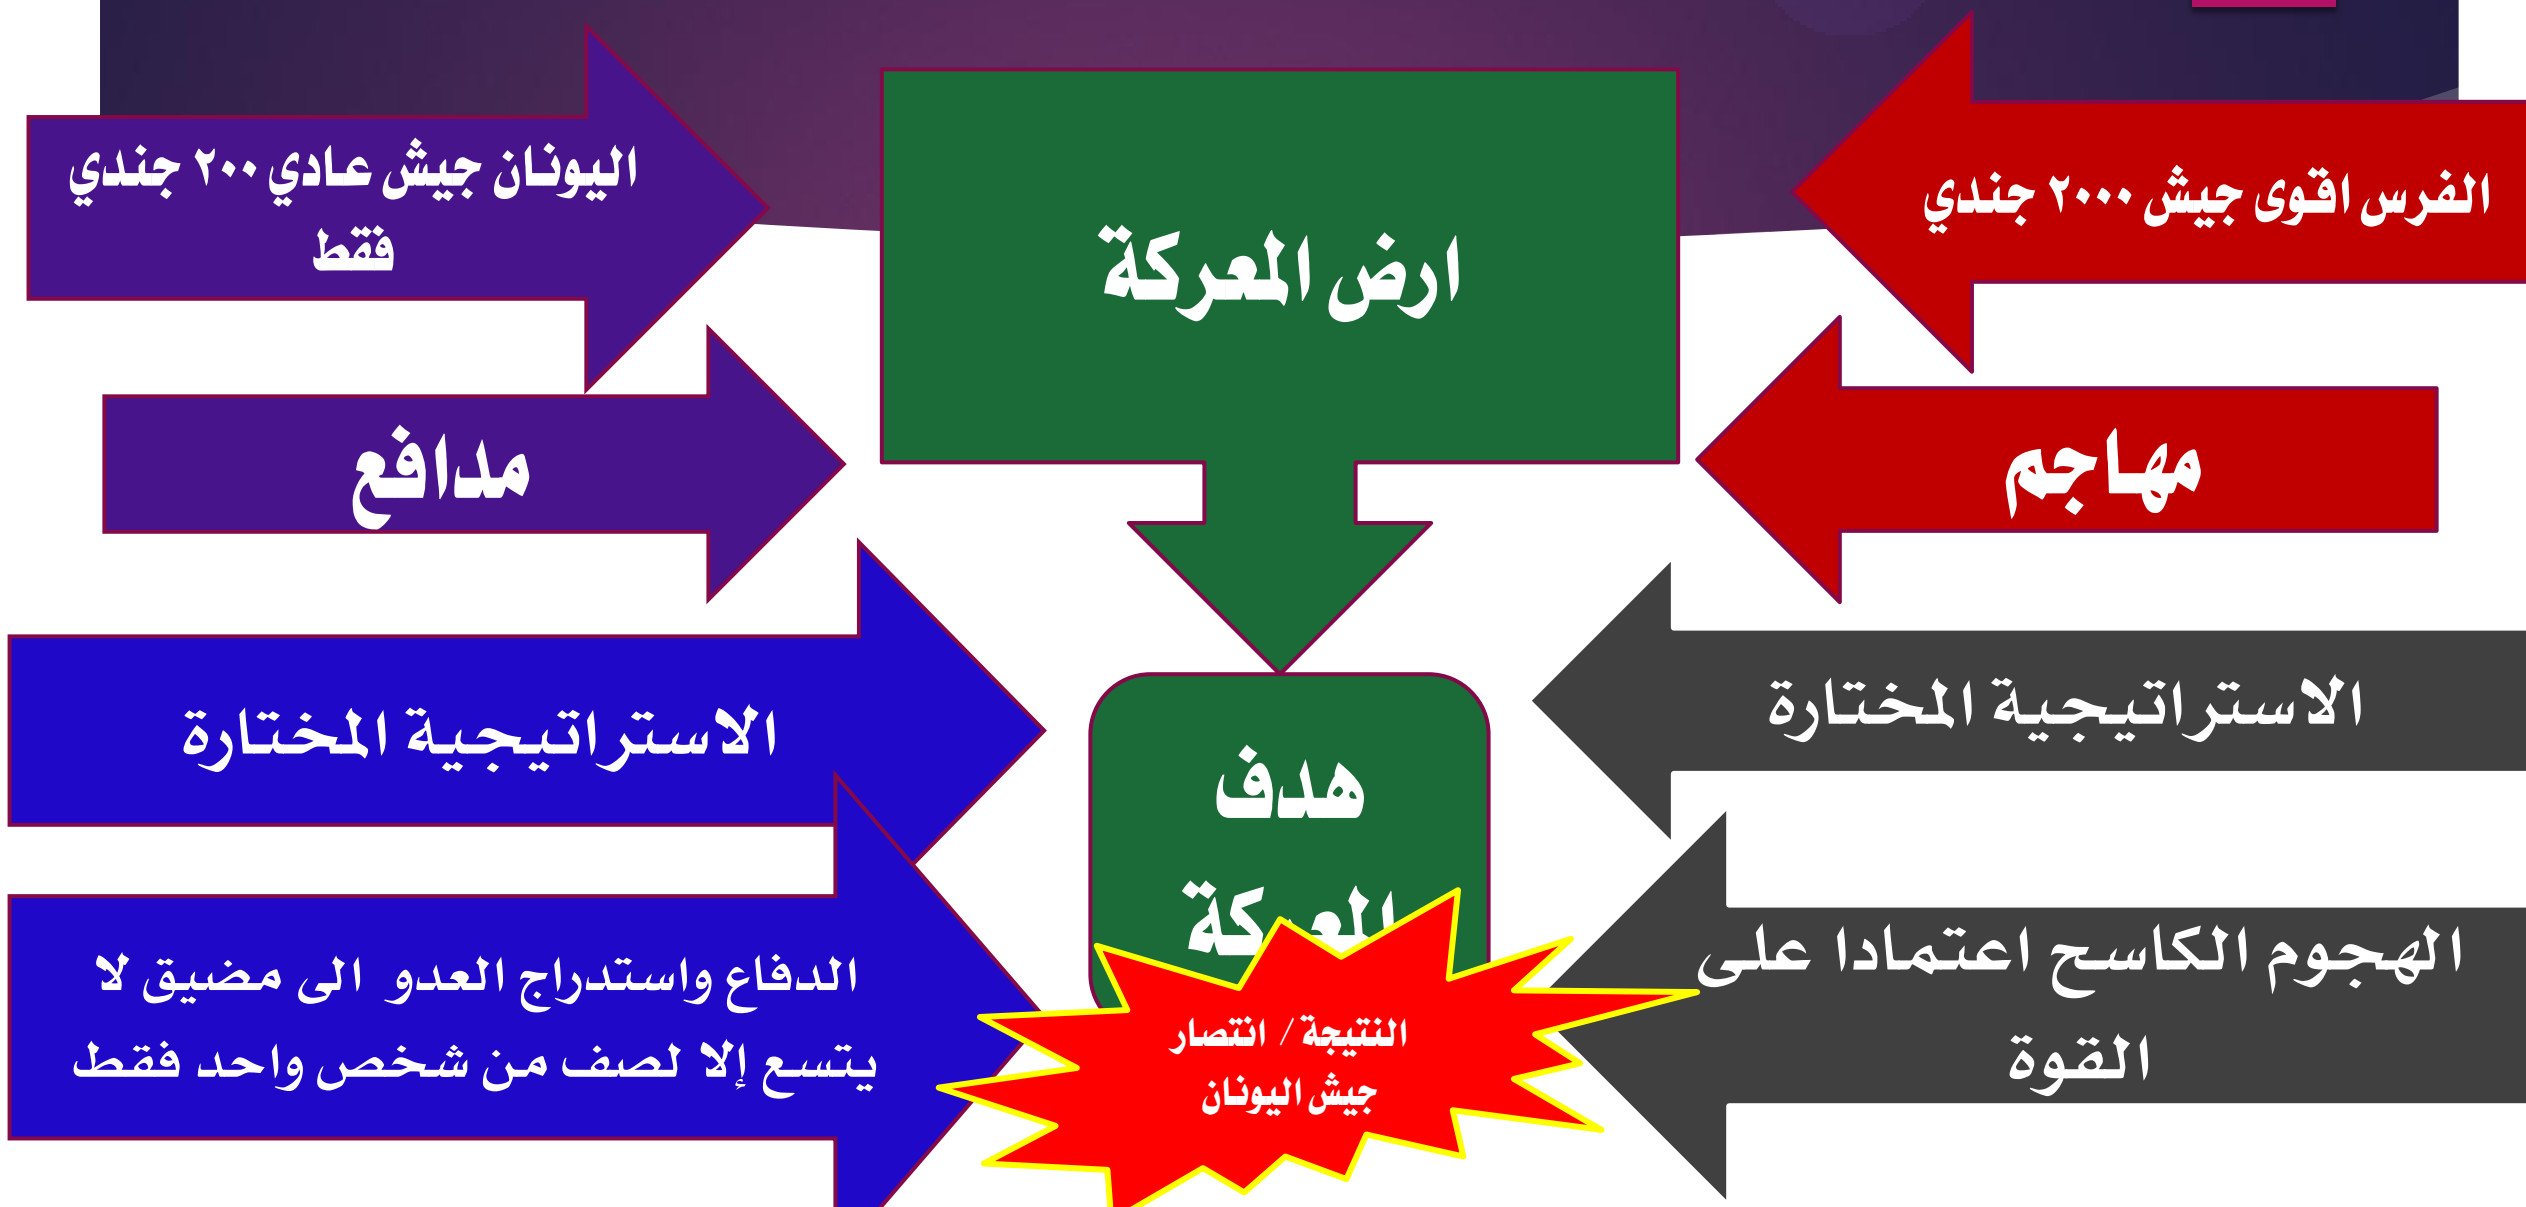 الفرس اقوى جيش ٢٠٠٠ جندي
ارض المعركة
اليونان جيش عادي ٢٠٠ جندي
فقط
مهاجم
مدافع
الاستراتيجية المختارة
الاستراتيجية المختارة
هدف
المعركة
الهجوم الكاسح اعتمادا على
القوة
الدفاع واستدراج العدو الى مضيق لا
يتسع إلا لصف من شخص واحد فقط
النتيجة / انتصار
جيش اليونان